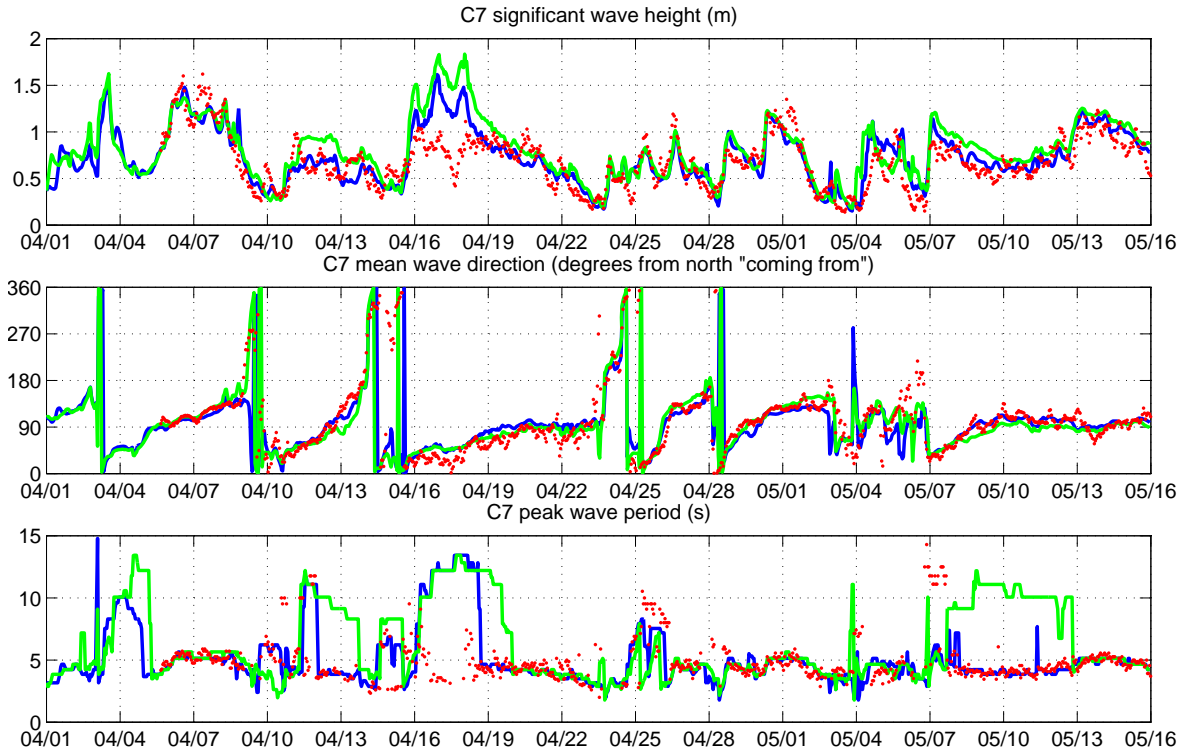 C7 significant wave height (m)
2
1.5
1
0.5
0
04/01 04/04 04/07 04/10 04/13 04/16 04/19 04/22 04/25 04/28 05/01 05/04 05/07 05/10 05/13 05/16
C7 mean wave direction (degrees from north "coming from")
360
270
180
90
0
04/01 04/04 04/07 04/10 04/13 04/16 04/19 04/22 04/25 04/28 05/01 05/04 05/07 05/10 05/13 05/16
C7 peak wave period (s)
15
10
5
0
04/01 04/04 04/07 04/10 04/13 04/16 04/19 04/22 04/25 04/28 05/01 05/04 05/07 05/10 05/13 05/16